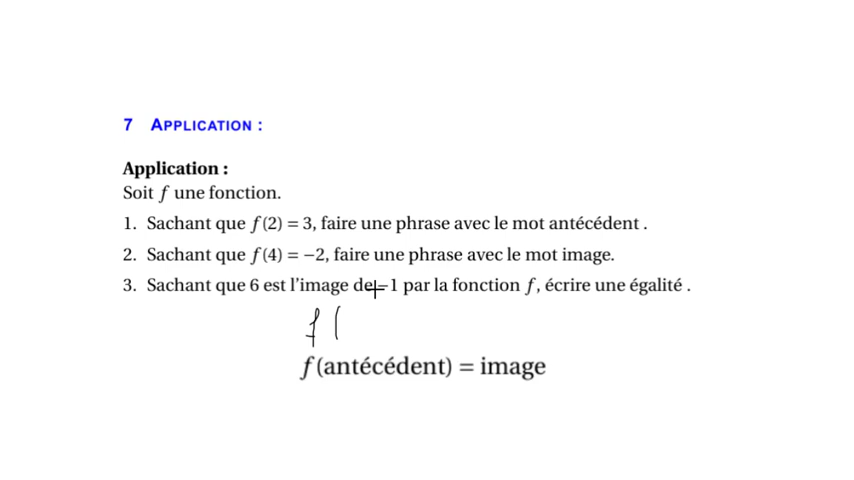 7 APPLICATION :
Application :
Soit f une fonction.
1. Sachant que f(2) = 3, faire une phrase avec le mot antécédent .
2. Sachant que f(4) = −2, faire une phrase avec le mot image.
3. Sachant que 6 est l'image de −1 par la fonction f, écrire une égalité .
f (
f(antécédent) = image